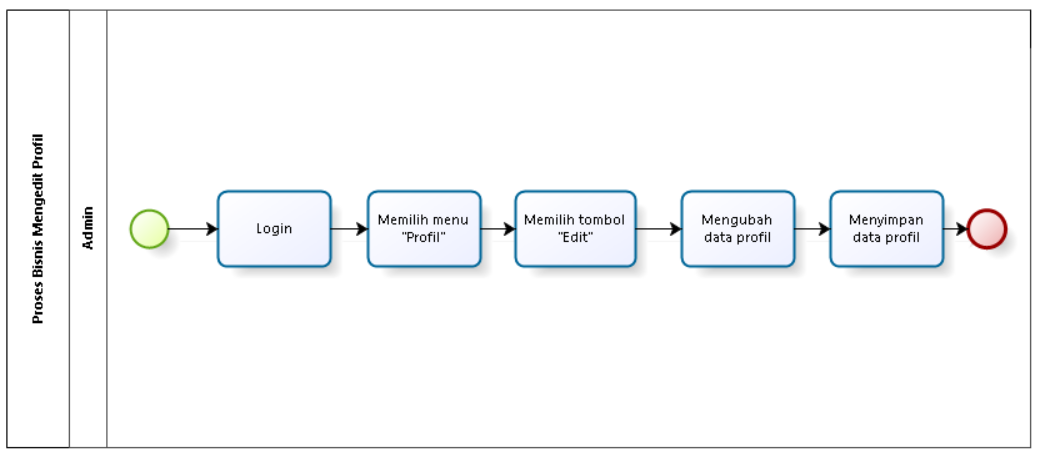 Proses Bisnis Mengedit Profil
Admin
Login
Memilih menu
"Profil"
Memilih tombol
"Edit"
Mengubah
data profil
Menyimpan
data profil